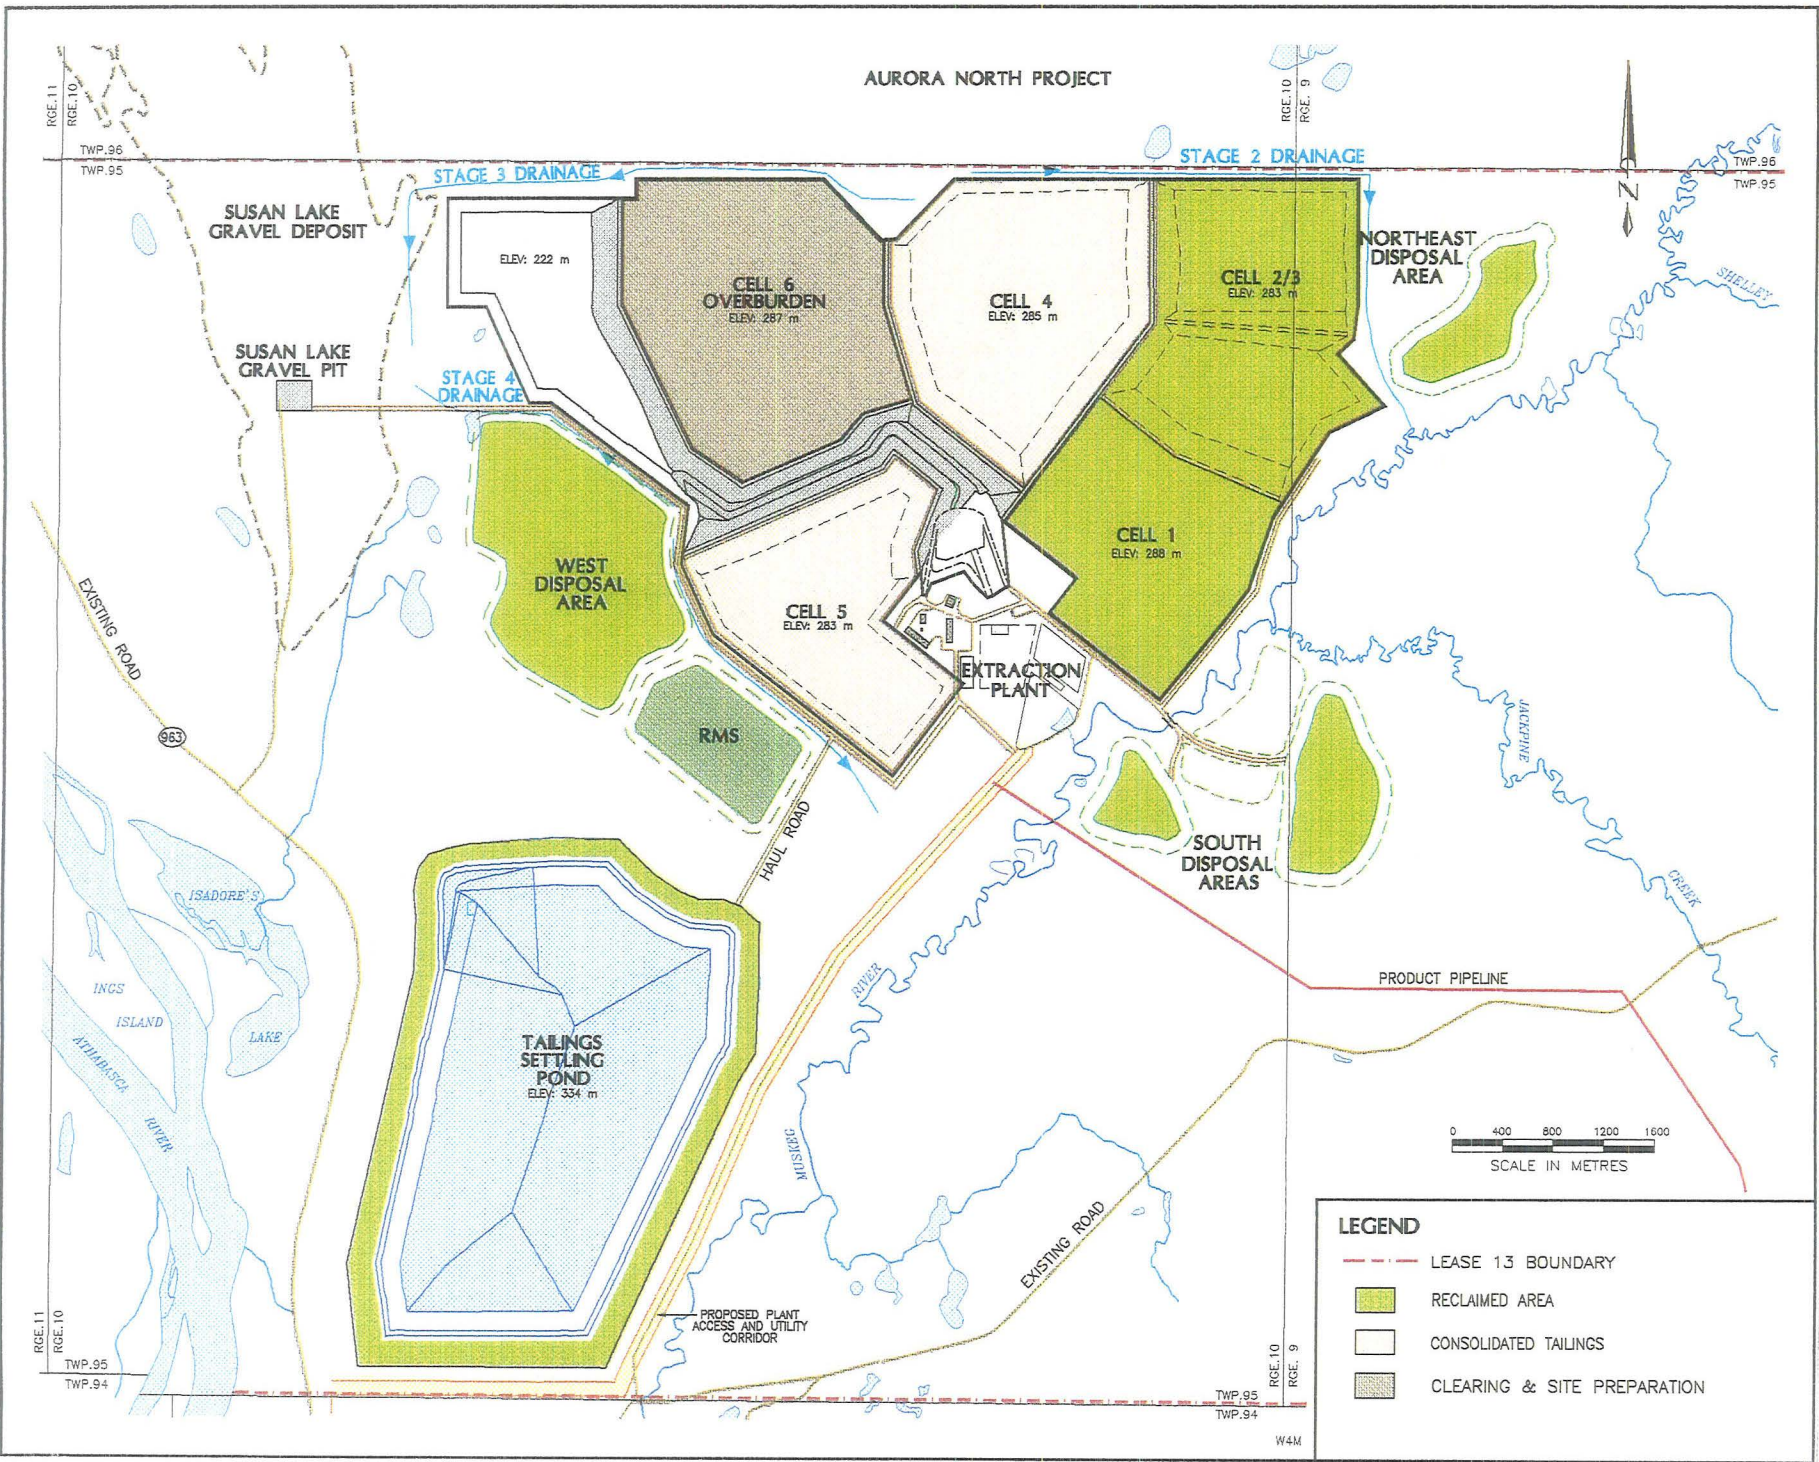 AURORA NORTH PROJECT
RGE.11
RGE.10
RGE.10
RGE. 9
TWP.96
TWP.95
STAGE 3 DRAINAGE
STAGE 2 DRAINAGE
TWP.96
TWP.95
N
SUSAN LAKE
GRAVEL DEPOSIT
ELEV: 222 m
CELL 6
OVERBURDEN
ELEV: 287 m
CELL 4
ELEV: 285 m
CELL 2/3
ELEV: 283 m
NORTHEAST
DISPOSAL
AREA
SHELLEY
SUSAN LAKE
GRAVEL PIT
STAGE 4
DRAINAGE
CELL 1
ELEV: 288 m
WEST
DISPOSAL
AREA
CELL 5
ELEV: 283 m
EXISTING ROAD
EXTRACTION
PLANT
963
RMS
JACKPINE
CREEK
HAUL ROAD
SOUTH
DISPOSAL
AREAS
ISADORE'S
LAKE
INGS
ISLAND
ATHABASCA
RIVER
RIVER
MUSKEG
PRODUCT PIPELINE
TAILINGS
SETTLING
POND
ELEV: 334 m
0 400 800 1200 1600
SCALE IN METRES
EXISTING ROAD
PROPOSED PLANT
ACCESS AND UTILITY
CORRIDOR
RGE.11
RGE.10
TWP.95
TWP.94
RGE.10
RGE. 9
TWP.95
TWP.94
W4M
LEGEND
LEASE 13 BOUNDARY
RECLAIMED AREA
CONSOLIDATED TAILINGS
CLEARING & SITE PREPARATION